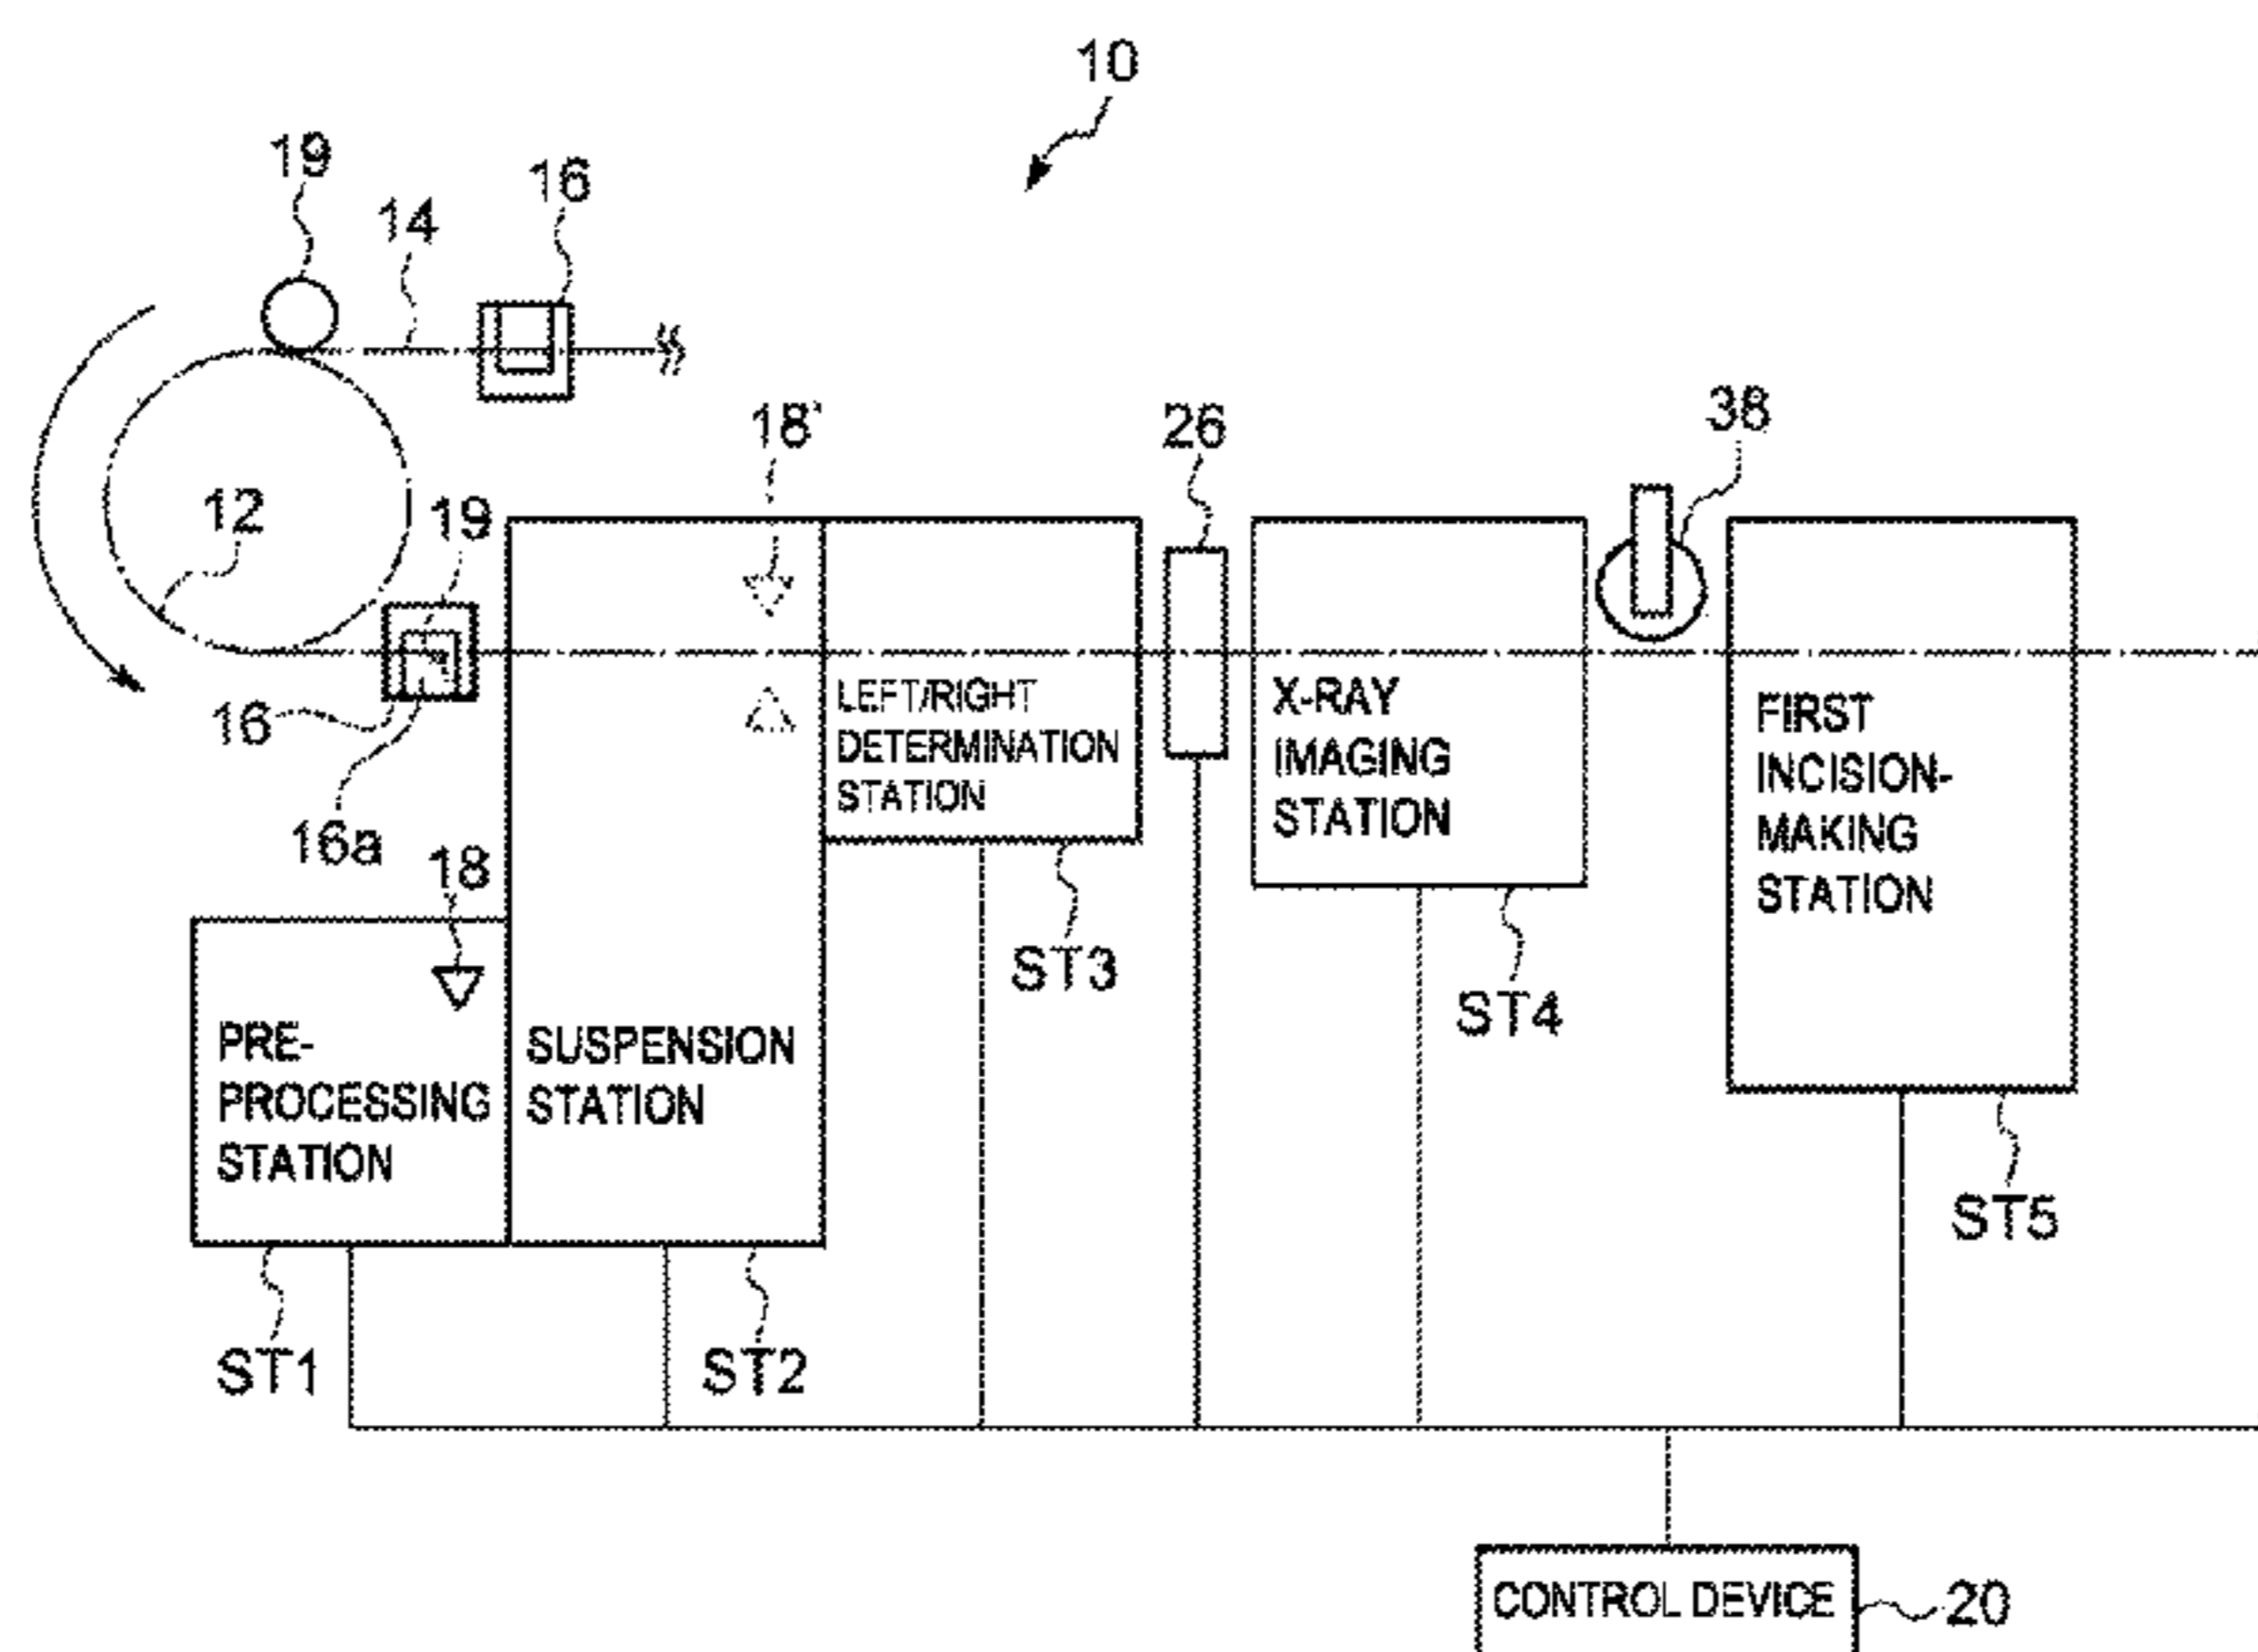 10
19
16
14
18'
26
38
12
19
16
16a
18
LEFT/RIGHT
DETERMINATION
STATION
X-RAY
IMAGING
STATION
FIRST
INCISION-
MAKING
STATION
PRE-
PROCESSING
STATION
SUSPENSION
STATION
ST3
ST4
ST5
ST1
ST2
CONTROL DEVICE
20